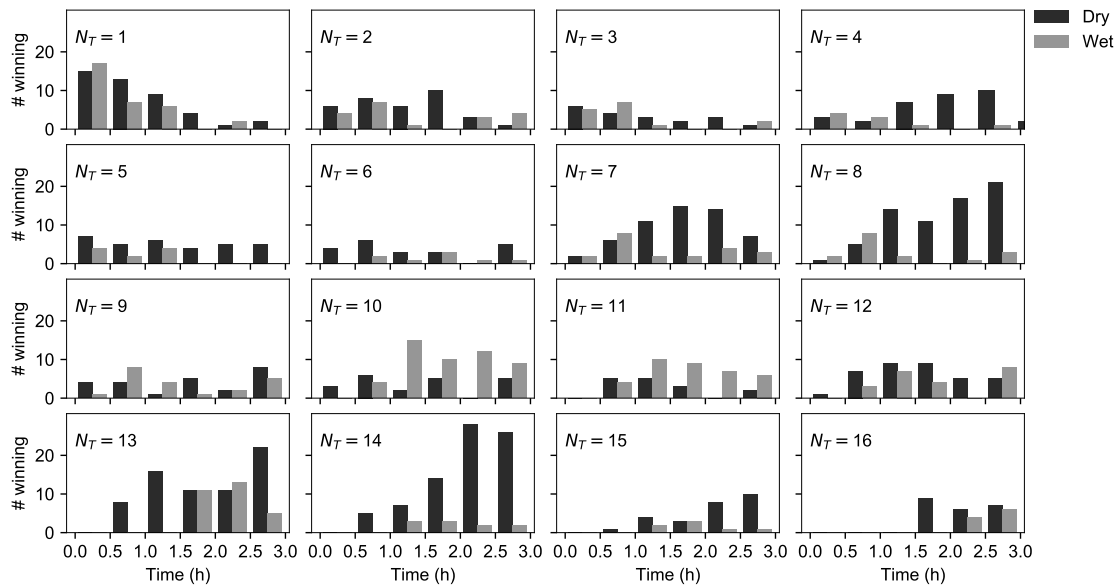 Dry
Wet
# winning
20
10
0
N_T = 1
N_T = 2
N_T = 3
N_T = 4
# winning
20
10
0
N_T = 5
N_T = 6
N_T = 7
N_T = 8
# winning
20
10
0
N_T = 9
N_T = 10
N_T = 11
N_T = 12
# winning
20
10
0
N_T = 13
N_T = 14
N_T = 15
N_T = 16
0.0 0.5 1.0 1.5 2.0 2.5 3.0
0.0 0.5 1.0 1.5 2.0 2.5 3.0
0.0 0.5 1.0 1.5 2.0 2.5 3.0
0.0 0.5 1.0 1.5 2.0 2.5 3.0
Time (h)
Time (h)
Time (h)
Time (h)